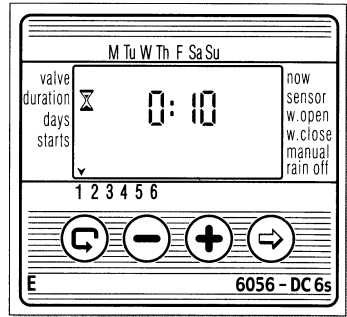 M Tu W Th F Sa Su
valve
duration
days
starts
0:10
now
sensor
w.open
w.close
manual
rain off
1 2 3 4 5 6
E
6056 - DC 6s